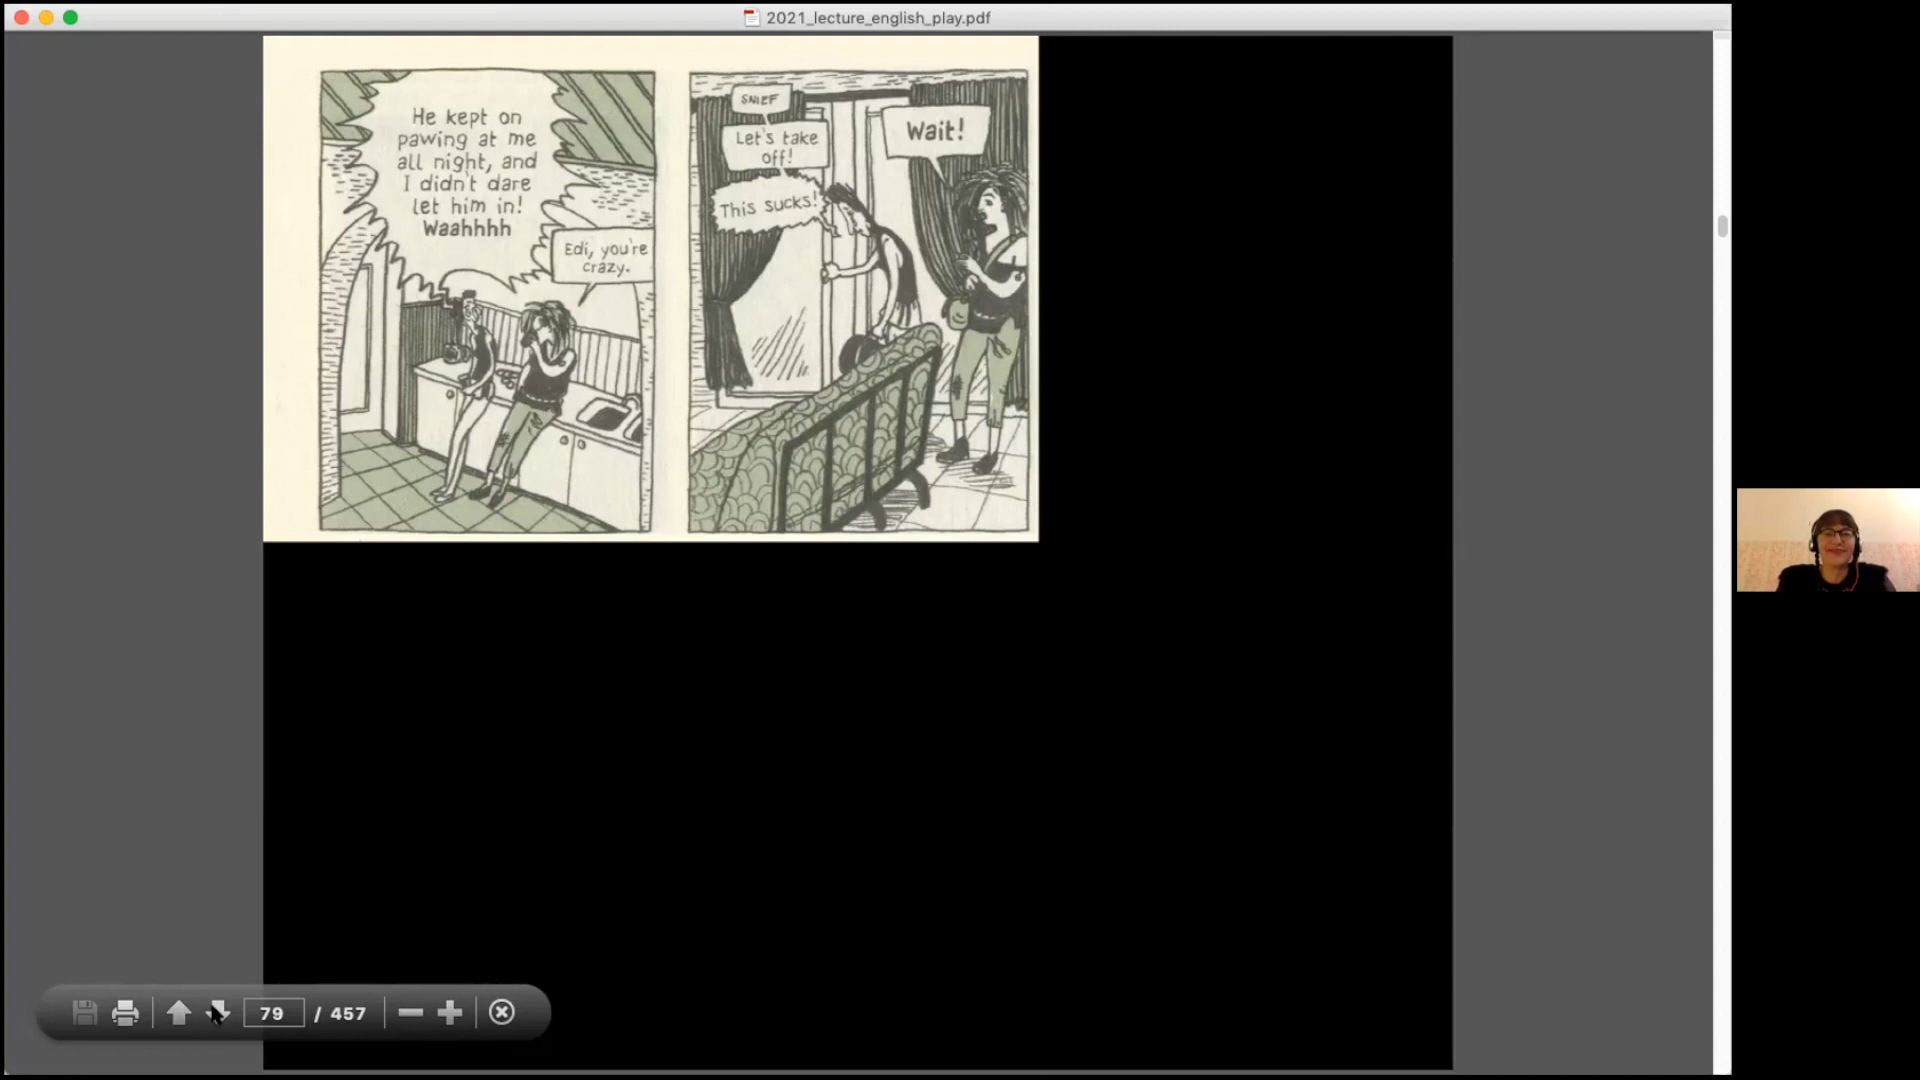 2021_lecture_english_play.pdf
He kept on
pawing at me
all night, and
I didn't dare
let him in!
Waahhhh
Edi, you're
crazy.
SNIEF
Let's take
off!
This sucks!
Wait!
79 / 457